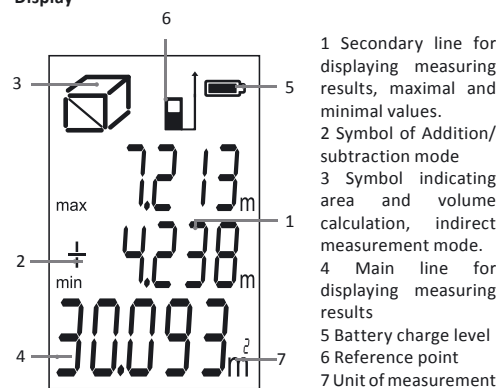 Display
6
3
5
7.213m
max
1
4.238m
2
min
30.093m²
4
7
1 Secondary line for
displaying measuring
results, maximal and
minimal values.
2 Symbol of Addition/
subtraction mode
3 Symbol indicating
area and volume
calculation, indirect
measurement mode.
4 Main line for
displaying measuring
results
5 Battery charge level
6 Reference point
7 Unit of measurement